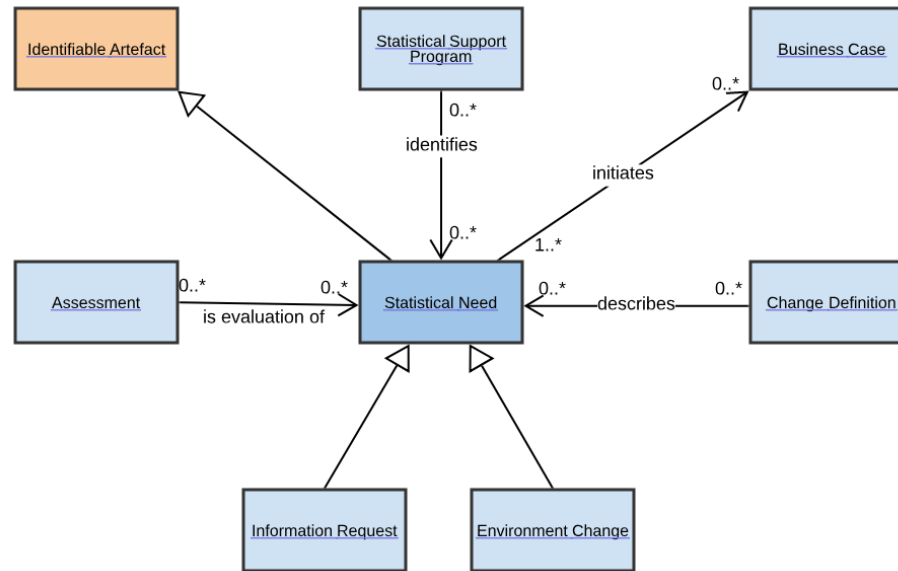 Identifiable Artefact
Statistical Support
Program
Business Case
0..*
0..*
identifies
initiates
0..*
1..*
Assessment
0..*
is evaluation of
0..*
Statistical Need
0..*
describes
0..*
Change Definition
Information Request
Environment Change